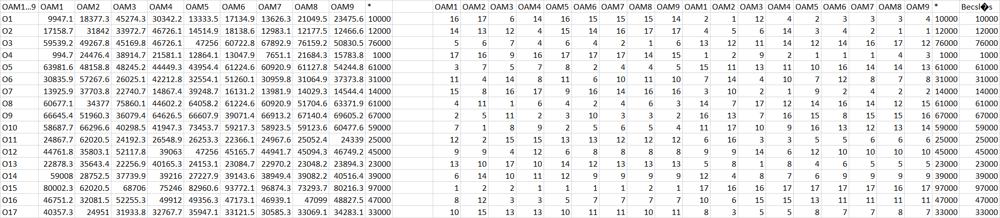 OAM1...9 OAM1 OAM2 OAM3 OAM4 OAM5 OAM6 OAM7 OAM8 OAM9 * OAM1 OAM2 OAM3 OAM4 OAM5 OAM6 OAM7 OAM8 OAM9 OAM1 OAM2 OAM3 OAM4 OAM5 OAM6 OAM7 OAM8 OAM9 * Becsl�s
O1 9947.1 18377.3 45274.3 30342.2 13333.5 17134.9 13626.3 21049.5 23475.6 10000 16 17 6 14 16 15 15 15 14 2 1 12 4 2 3 3 3 4 10000 10000
O2 17158.7 31842 33972.7 46726.1 14514.9 18138.6 12983.1 12177.5 12466.6 12000 14 13 12 4 15 14 16 17 17 4 5 6 14 3 4 2 1 1 12000 12000
O3 59539.2 49267.8 45169.8 46726.1 47256 60722.8 67892.9 76159.2 50830.5 76000 5 6 7 4 6 4 2 1 6 13 12 11 14 12 14 16 17 12 76000 76000
O4 994.7 24476.4 38914.7 21581.1 12864.1 13047.9 7651.1 21684.3 15783.8 1000 17 16 9 16 17 17 17 14 15 1 2 9 2 1 1 1 4 3 1000 1000
O5 63981.6 48158.8 48245.2 44449.3 43954.4 61224.6 60920.9 61127.8 54244.8 61000 3 7 5 7 8 2 4 4 5 15 11 13 11 10 16 14 14 13 61000 61000
O6 30835.9 57267.6 26025.1 42212.8 32554.1 51260.1 30959.8 31064.9 37373.8 31000 11 4 14 8 11 6 10 11 10 7 14 4 10 7 12 8 7 8 31000 31000
O7 13925.9 37703.8 22740.7 14867.4 39248.7 16131.2 13981.9 14029.3 14544.4 14000 15 8 16 17 9 16 14 16 16 3 10 2 1 9 2 4 2 2 14000 14000
O8 60677.1 34377 75860.1 44602.2 64058.2 61224.6 60920.9 51704.6 63371.9 61000 4 11 1 6 4 2 4 6 3 14 7 17 12 14 16 14 12 15 61000 61000
O9 66645.4 51960.3 36079.4 64626.5 66607.9 39071.4 66913.2 67140.4 69605.2 67000 2 5 11 2 3 10 3 3 2 16 13 7 16 15 8 15 15 16 67000 67000
O10 58687.7 66296.6 40298.5 41947.3 73453.7 59217.3 58923.5 59123.6 60477.6 59000 7 1 8 9 2 5 6 5 4 11 17 10 9 16 13 12 13 14 59000 59000
O11 24867.7 62020.5 24192.3 26548.9 26253.3 22366.1 24967.6 25052.4 24339 25000 12 2 15 15 13 13 12 12 12 6 16 3 3 5 5 6 6 6 25000 25000
O12 44761.8 35803.1 52117.8 39063 47256 45165.7 44941.7 45094.3 46749.2 45000 9 9 4 12 6 8 8 8 8 9 9 14 6 12 10 10 10 10 45000 45000
O13 22878.3 35643.4 22256.9 40165.3 24153.1 23084.7 22970.2 23048.2 23894.3 23000 13 10 17 10 14 12 13 13 13 5 8 1 8 4 6 5 5 5 23000 23000
O14 59008 28752.5 37739.9 39216 27227.9 39143.6 38949.4 39082.2 40516.4 39000 6 14 10 11 12 9 9 9 9 12 4 8 7 6 9 9 9 9 39000 39000
O15 80002.3 62020.5 68706 75246 82960.6 93772.1 96874.3 73293.7 80216.3 97000 1 2 2 1 1 1 1 2 1 17 16 16 17 17 17 17 16 17 97000 97000
O16 46751.2 32081.5 52255.3 49912 49356.3 47173.1 46939.1 47099 48827.5 47000 8 12 3 3 5 7 7 7 7 10 6 15 15 13 11 11 11 11 47000 47000
O17 40357.3 24951 31933.8 32767.7 35947.1 33121.5 30585.3 33069.1 34283.1 33000 10 15 13 13 10 11 11 10 11 8 3 5 5 8 7 7 8 7 33000 33000